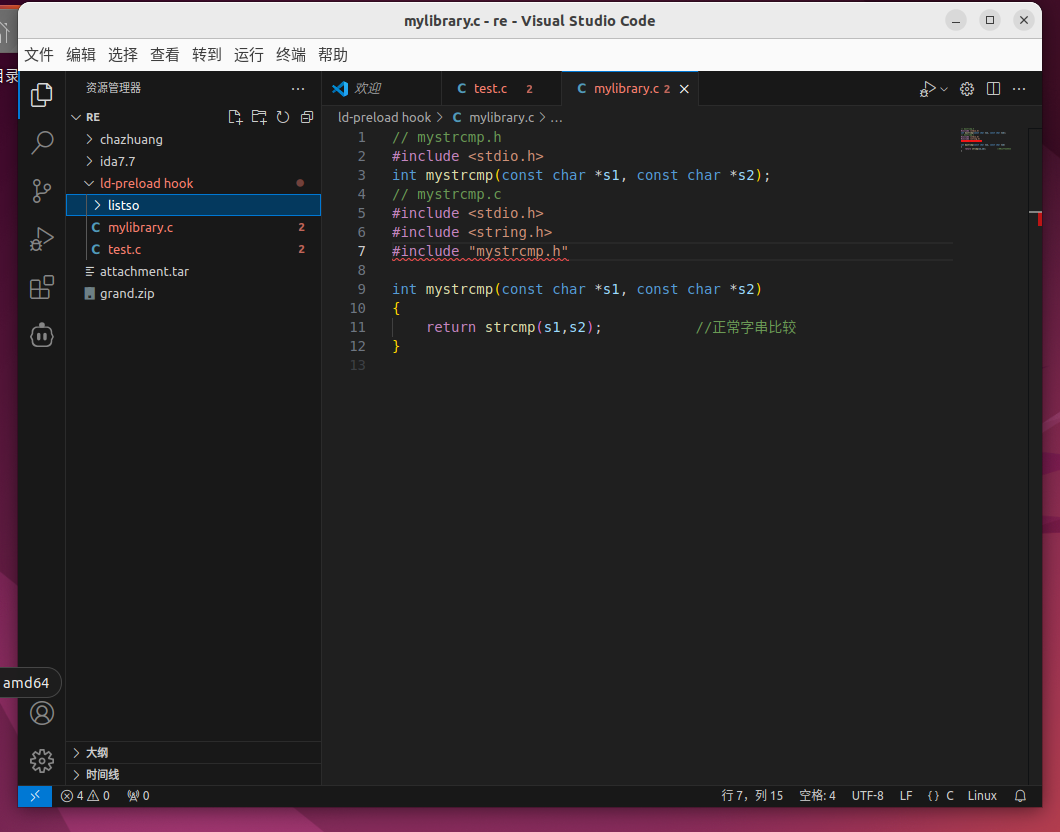 mylibrary.c - re - Visual Studio Code
文件 编辑 选择 查看 转到 运行 终端 帮助
目录
资源管理器
欢迎
C test.c 2
C mylibrary.c 2
RE
chazhuang
ida7.7
ld-preload hook
listso
C mylibrary.c 2
C test.c 2
attachment.tar
grand.zip
ld-preload hook > C mylibrary.c > ...
1 // mystrcmp.h
2 #include <stdio.h>
3 int mystrcmp(const char *s1, const char *s2);
4 // mystrcmp.c
5 #include <stdio.h>
6 #include <string.h>
7 #include "mystrcmp.h"
8
9 int mystrcmp(const char *s1, const char *s2)
10 {
11 return strcmp(s1,s2); //正常字串比较
12 }
13
amd64
大纲
时间线
4 0 0
行 7，列 15 空格: 4 UTF-8 LF {} C Linux